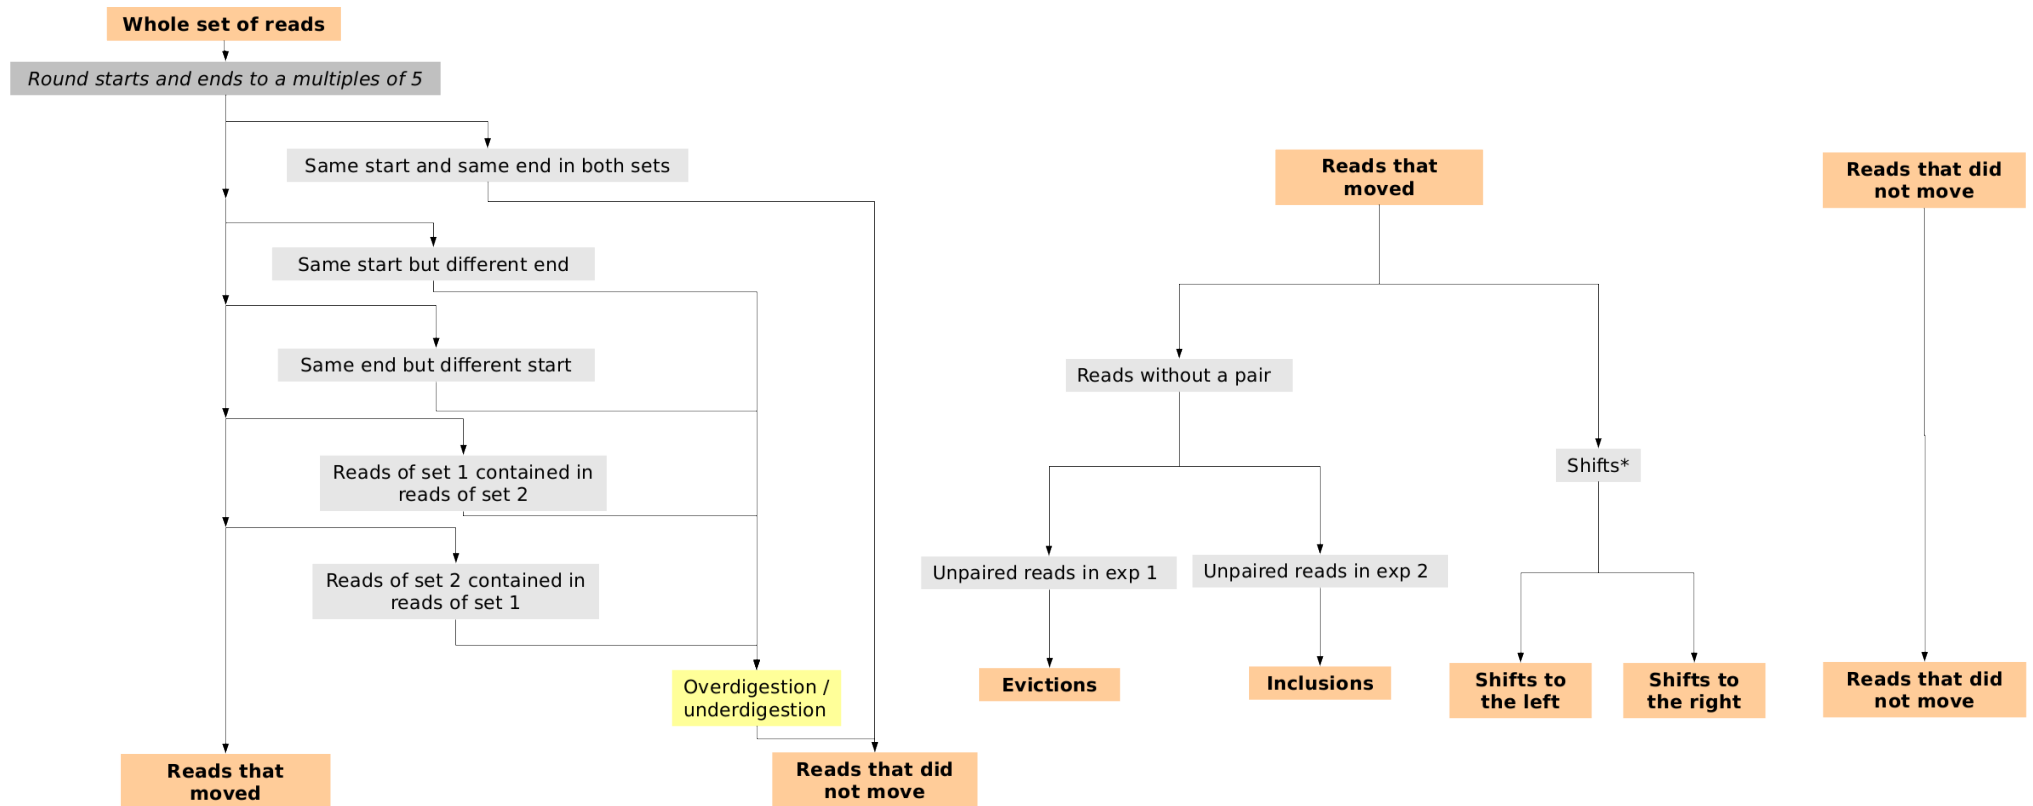 Whole set of reads
Round starts and ends to a multiples of 5
Same start and same end in both sets
Same start but different end
Same end but different start
Reads of set 1 contained in
reads of set 2
Reads of set 2 contained in
reads of set 1
Overdigestion /
underdigestion
Reads that
moved
Reads that did
not move
Reads that
moved
Reads without a pair
Shifts*
Unpaired reads in exp 1
Unpaired reads in exp 2
Evictions
Inclusions
Shifts to
the left
Shifts to
the right
Reads that did
not move
Reads that did
not move